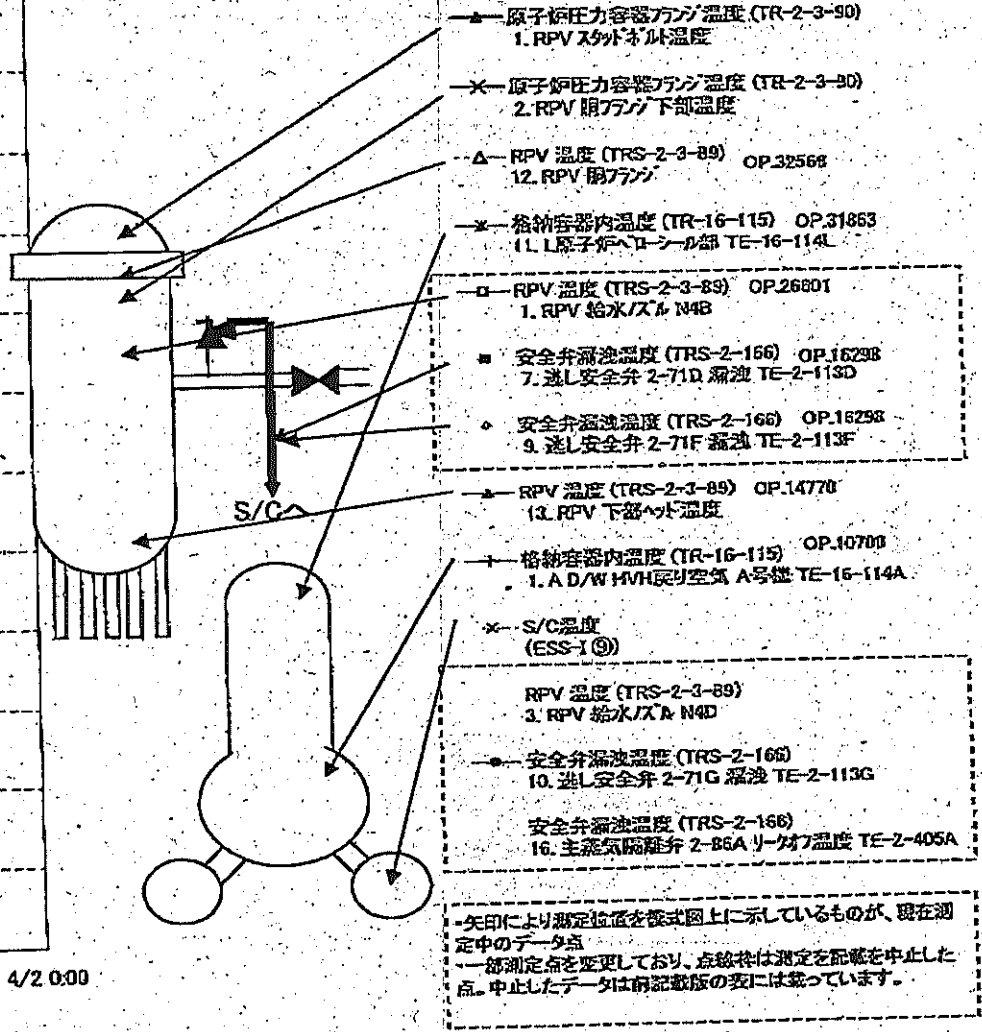 原子炉圧力容器フランジ温度 (TR-2-3-90)
1. RPV スタッドボルト温度
原子炉圧力容器フランジ温度 (TR-2-3-90)
2. RPV 胴フランジ下部温度
RPV 温度 (TRS-2-3-89) OP.32566
12. RPV 胴フランジ
格納容器内温度 (TR-16-115) OP.31863
11. L原子炉ベローシール部 TE-16-114L
RPV 温度 (TRS-2-3-89) OP.26801
1. RPV 給水ノズル N4B
安全弁漏洩温度 (TRS-2-166) OP.16298
7. 逃し安全弁 2-71D 漏洩 TE-2-113D
安全弁漏洩温度 (TRS-2-166) OP.16298
9. 逃し安全弁 2-71F 漏洩 TE-2-113F
S/Cへ
RPV 温度 (TRS-2-3-89) OP.14770
13. RPV 下部ヘッド温度
格納容器内温度 (TR-16-115) OP.10700
1. A D/W HVH戻り空気 A号機 TE-16-114A
S/C温度
(ESS-I ⑨)
RPV 温度 (TRS-2-3-89)
3. RPV 給水ノズル N4D
安全弁漏洩温度 (TRS-2-166)
10. 逃し安全弁 2-71G 漏洩 TE-2-113G
安全弁漏洩温度 (TRS-2-166)
16. 主蒸気隔離弁 2-86A リークオフ温度 TE-2-405A
・矢印により測定位置を模式図上に示しているものが、現在測
定中のデータ点
・一部測定点を変更しており、点線枠は測定を記載を中止した
点。中止したデータは前記載版の表には載っています。
4/2 0:00